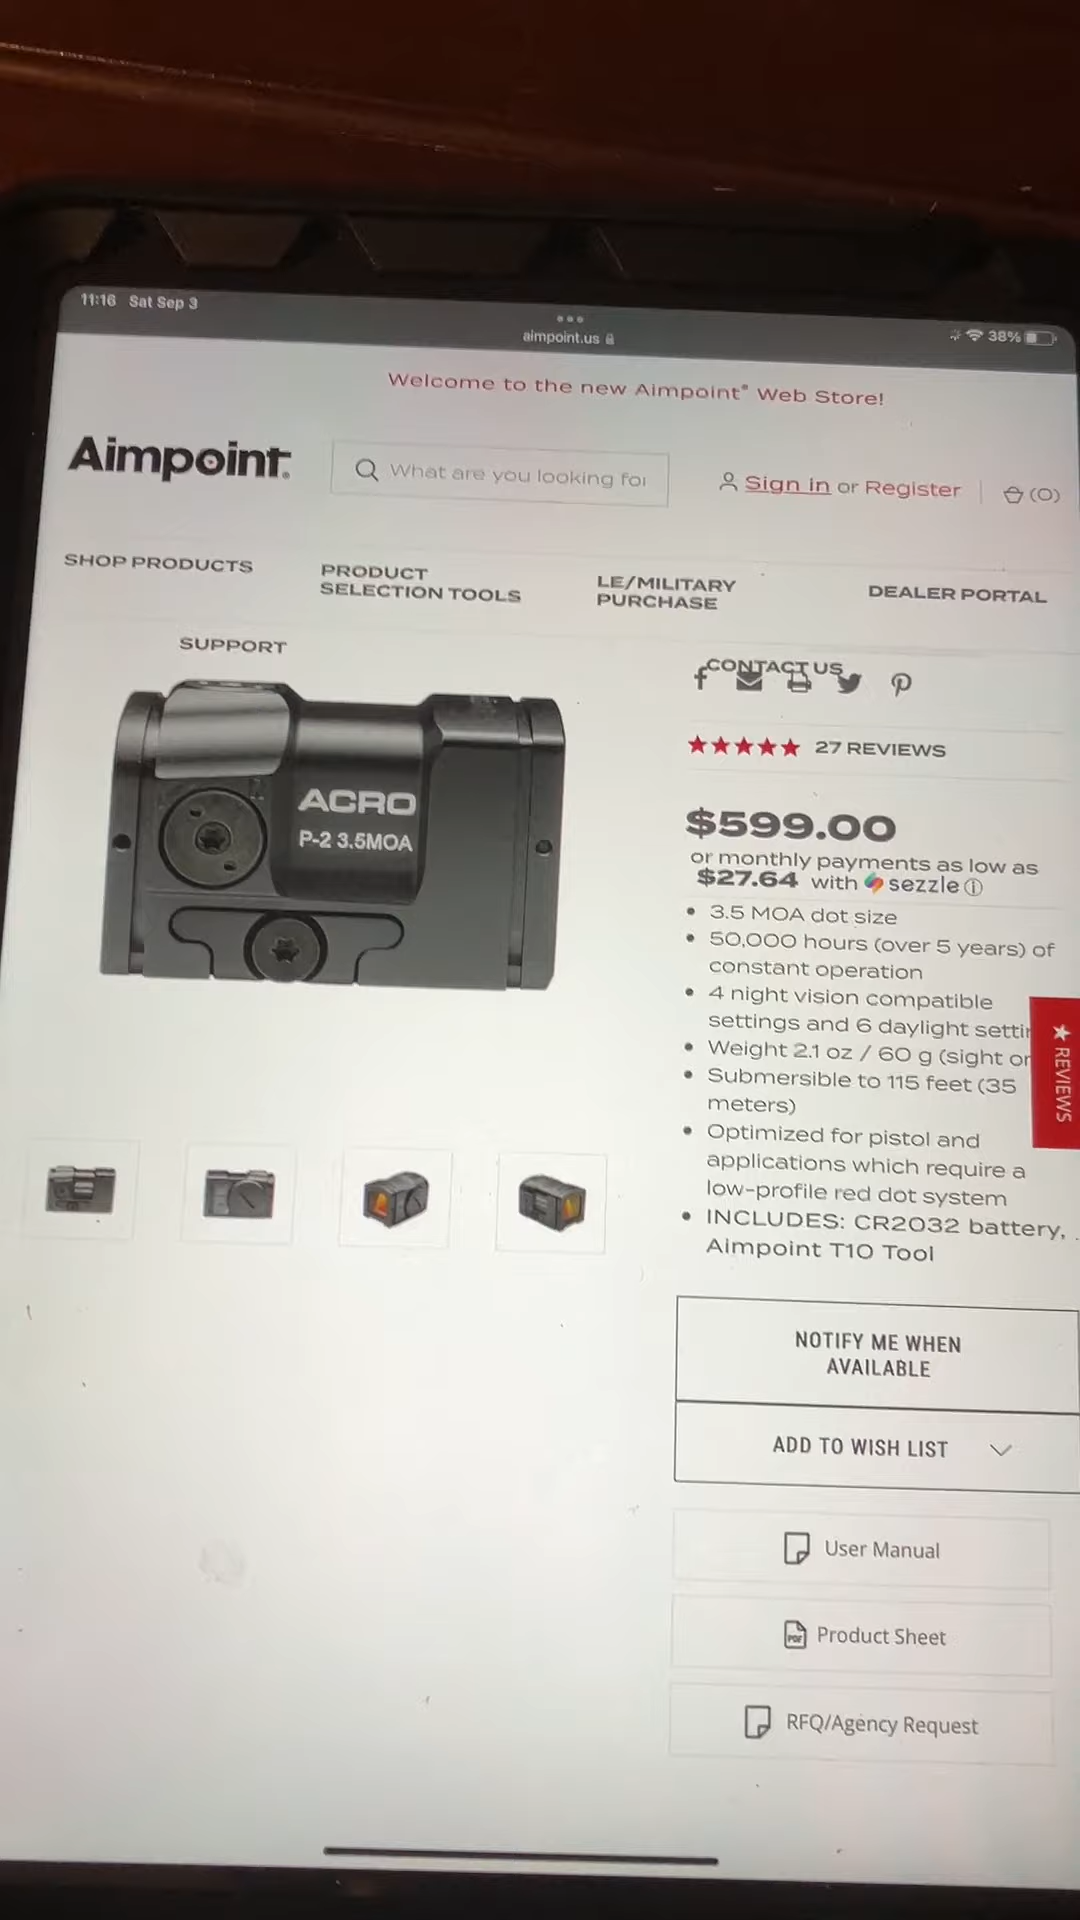 11:16 Sat Sep 3
aimpoint.us
38%
Welcome to the new Aimpoint® Web Store!
Aimpoint®
What are you looking for
Sign in or Register
(0)
SHOP PRODUCTS
PRODUCT
SELECTION TOOLS
LE/MILITARY
PURCHASE
DEALER PORTAL
SUPPORT
CONTACT US
ACRO
P-2 3.5MOA
27 REVIEWS
$599.00
or monthly payments as low as
$27.64 with sezzle
• 3.5 MOA dot size
• 50,000 hours (over 5 years) of
constant operation
• 4 night vision compatible
settings and 6 daylight
• Weight 2.1 oz / 60 g (sight
• Submersible to 115 feet (35
meters)
• Optimized for pistol and
applications which require a
low-profile red dot system
• INCLUDES: CR2032 battery,
Aimpoint T10 Tool
★ REVIEWS
NOTIFY ME WHEN
AVAILABLE
ADD TO WISH LIST
User Manual
PDF Product Sheet
RFQ/Agency Request